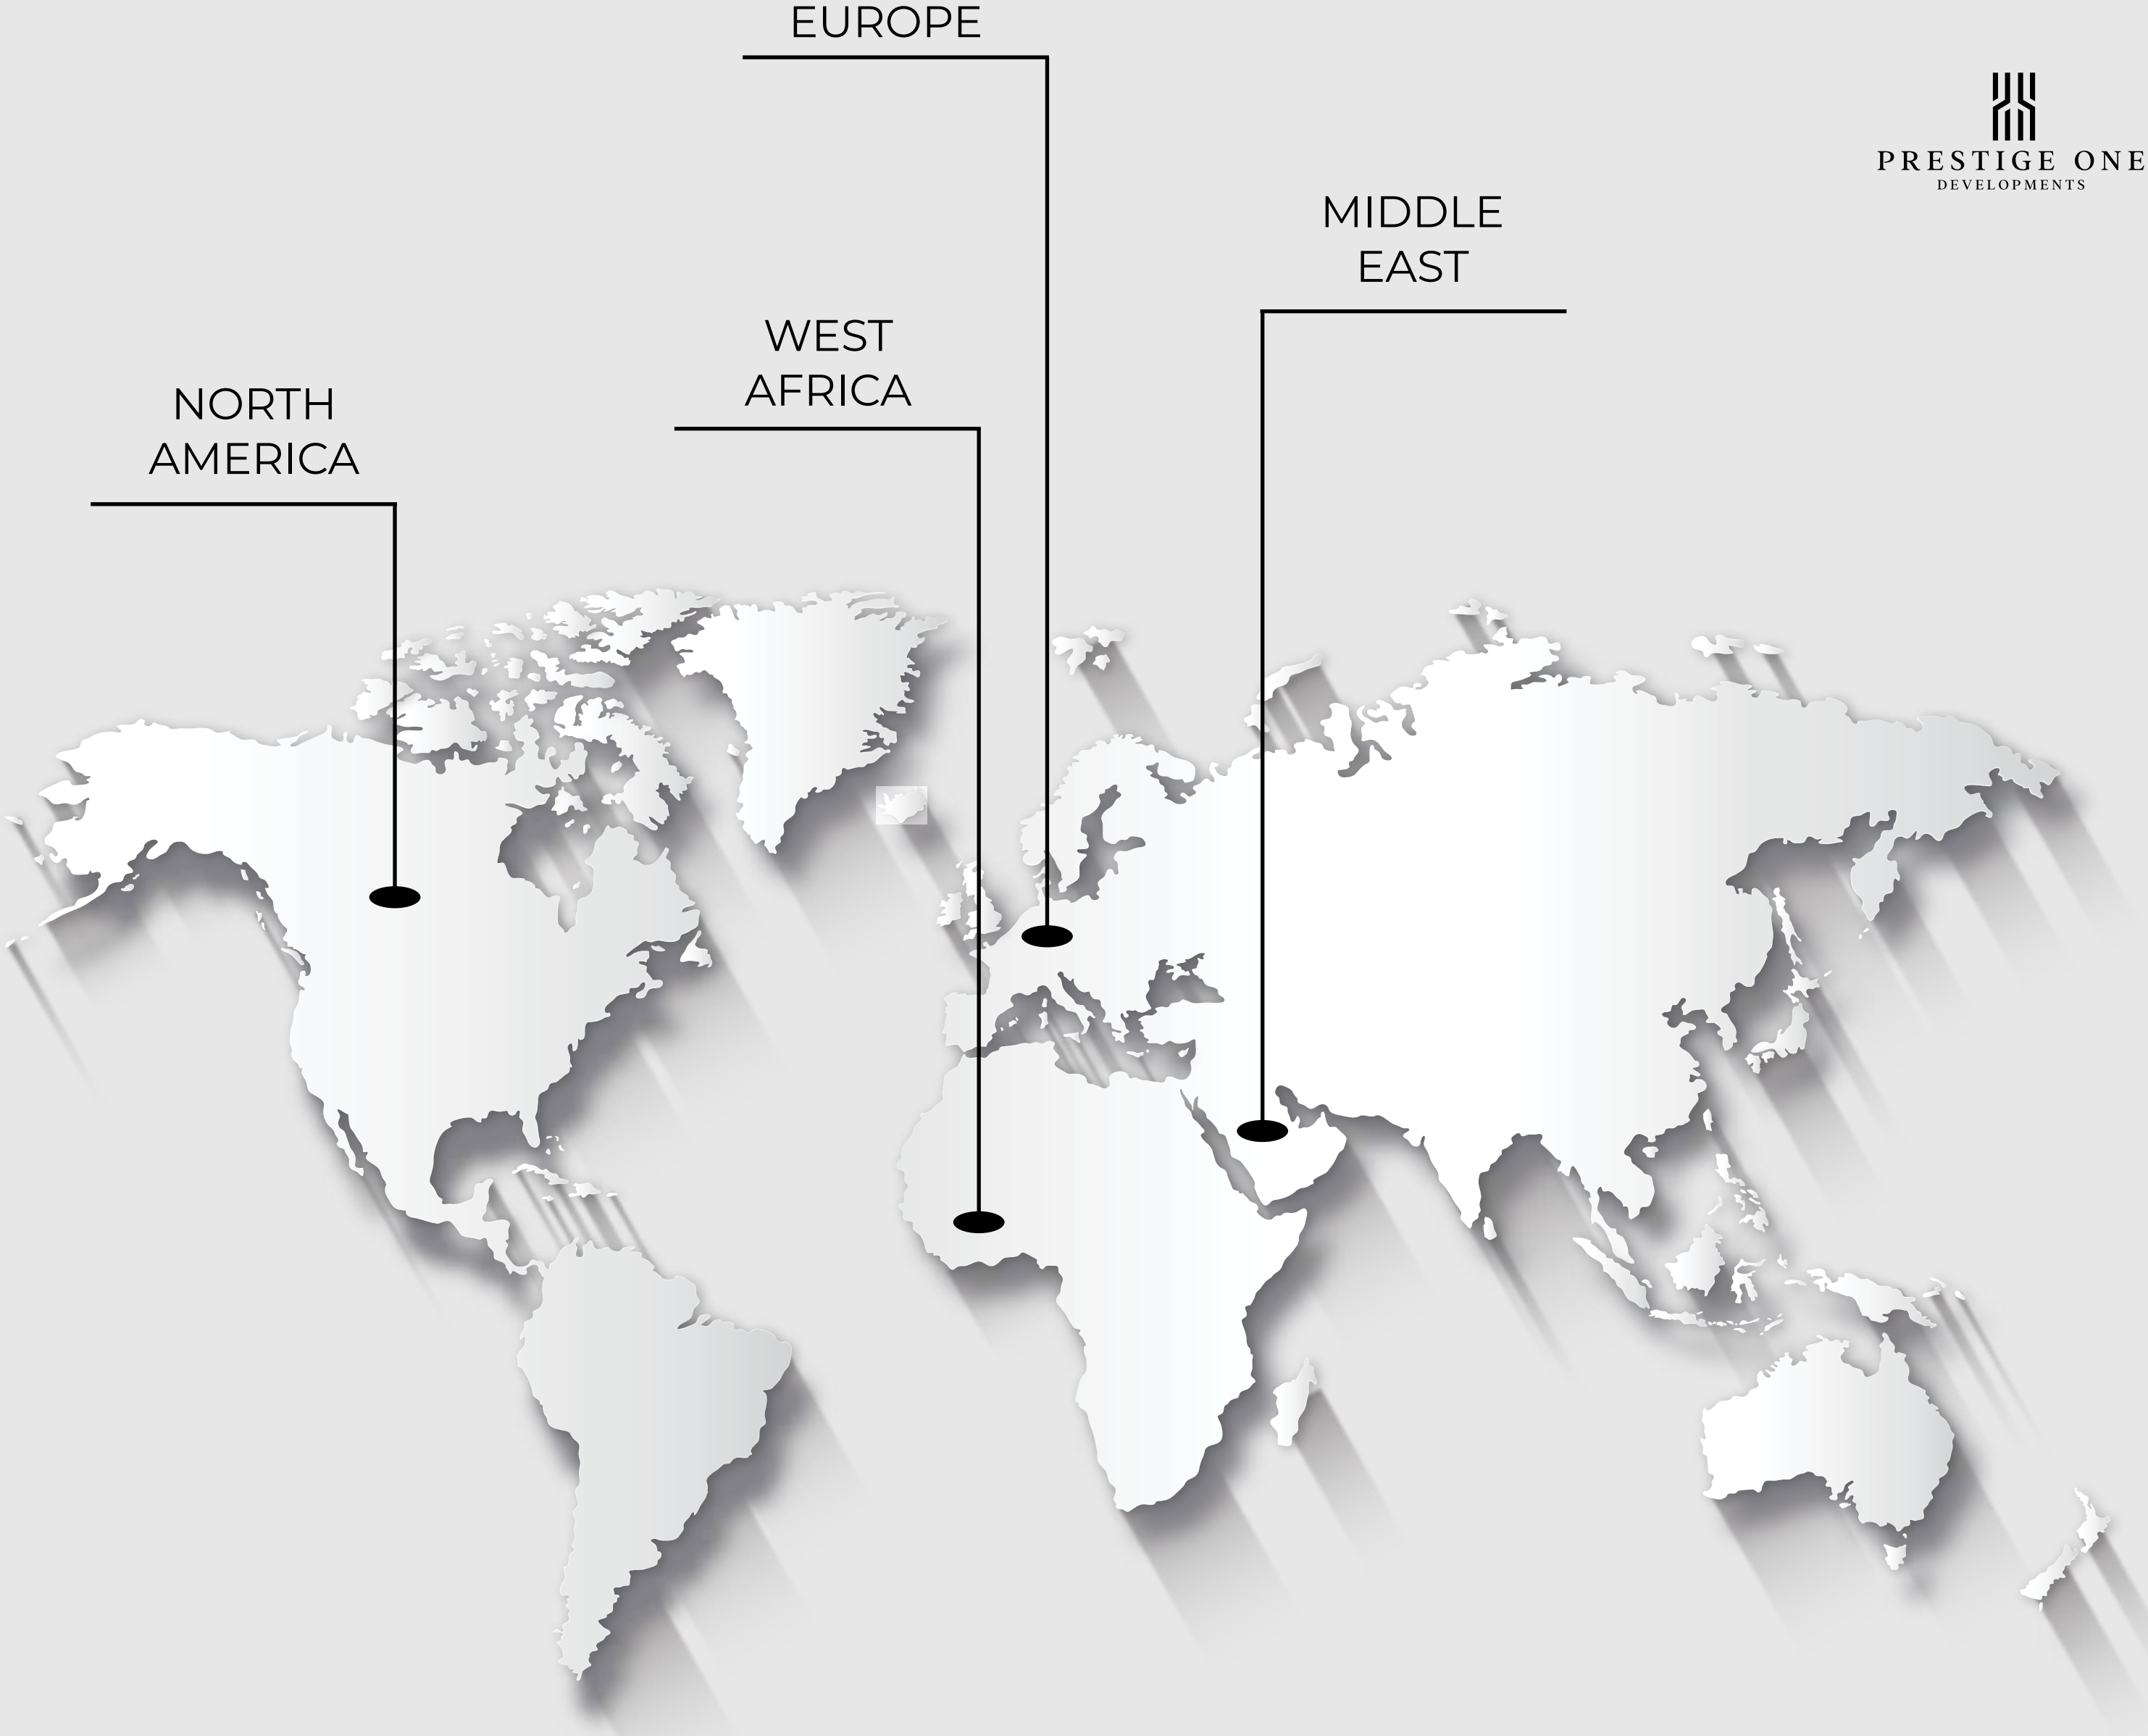 EUROPE
PRESTIGE ONE
DEVELOPMENTS
MIDDLE
EAST
WEST
AFRICA
NORTH
AMERICA